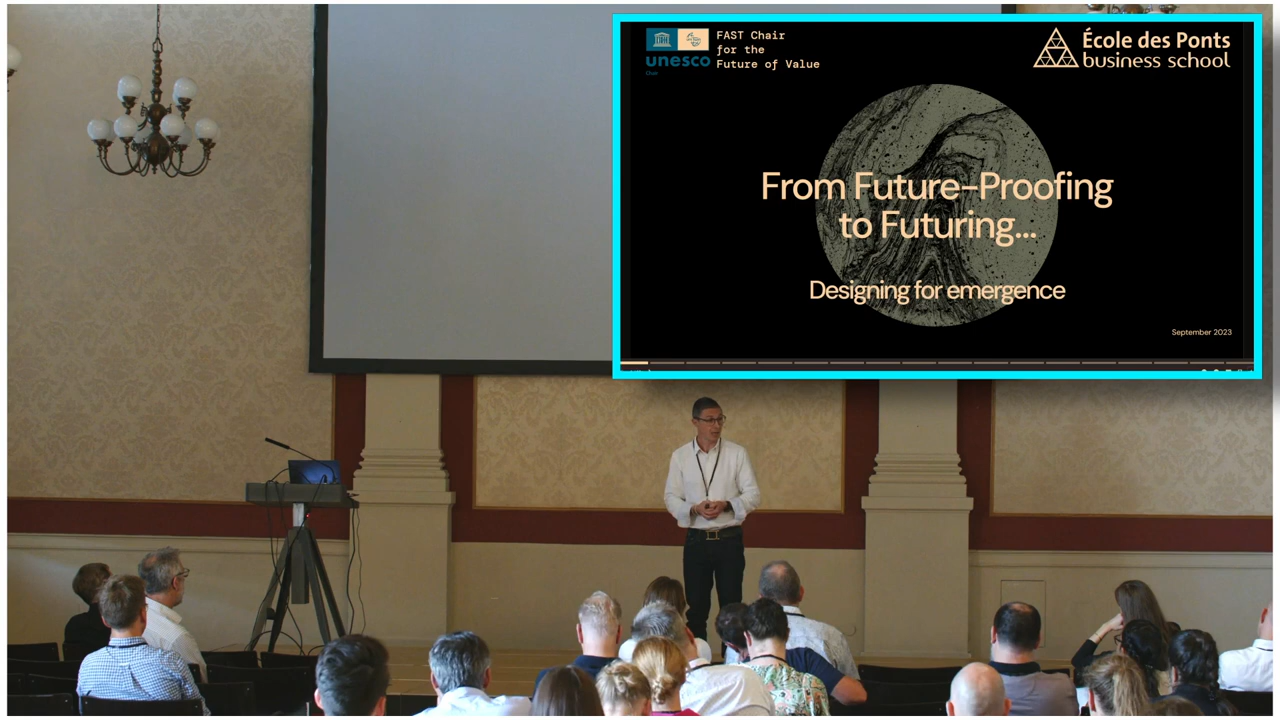 unesco
Chair
FAST Chair
for the
Future of Value
École des Ponts
business school
From Future-Proofing
to Futuring...
Designing for emergence
September 2023